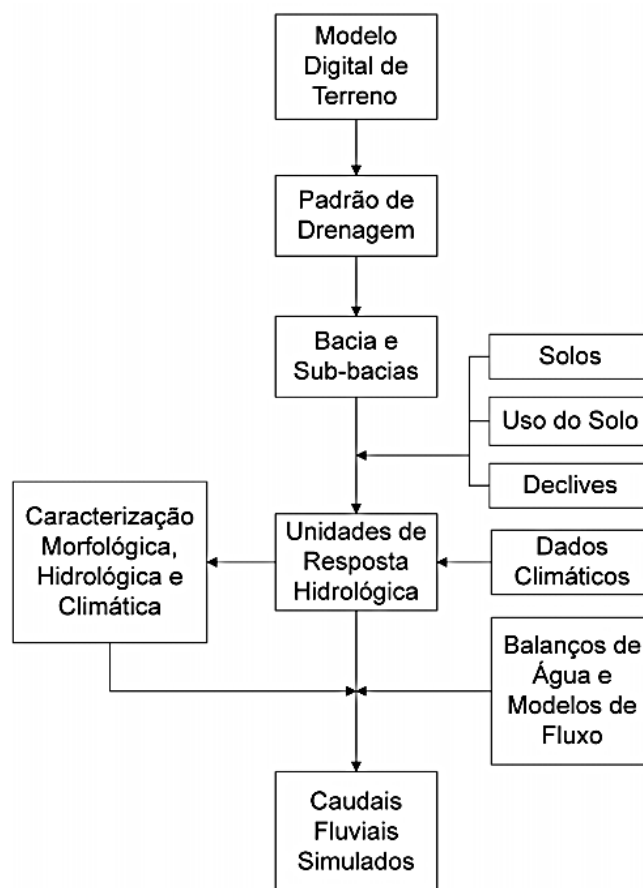 Modelo
Digital de
Terreno
Padrão de
Drenagem
Bacia e
Sub-bacias
Solos
Uso do Solo
Declives
Caracterização
Morfológica,
Hidrológica e
Climática
Unidades de
Resposta
Hidrológica
Dados
Climáticos
Balanços de
Água e
Modelos de
Fluxo
Caudais
Fluviais
Simulados